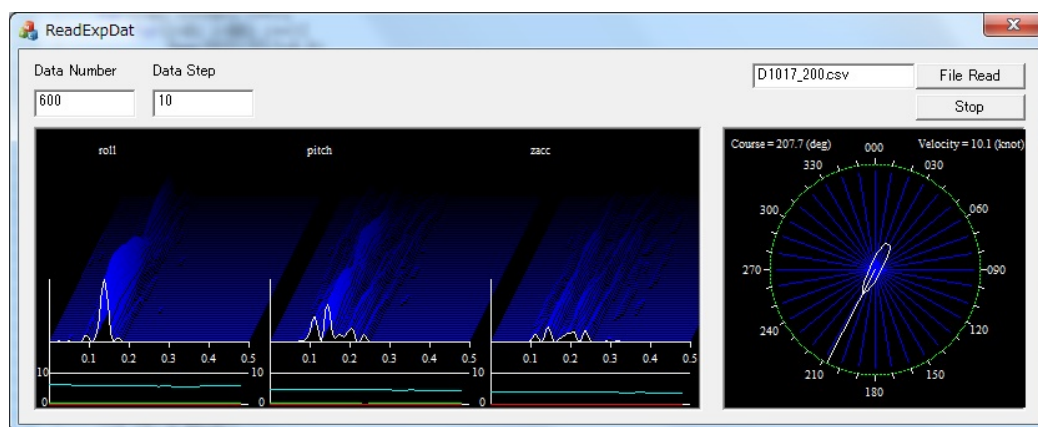 ReadExpDat
Data Number Data Step
600 10 D1017_200.csv File Read
Stop
roll pitch zacc
Course = 207.7 (deg) 000 Velocity = 10.1 (knot)
330 030
300 060
270 090
240 120
210 150
180
0.1 0.2 0.3 0.4 0.5 0.1 0.2 0.3 0.4 0.5 0.1 0.2 0.3 0.4 0.5
10 10 10
0 0 0